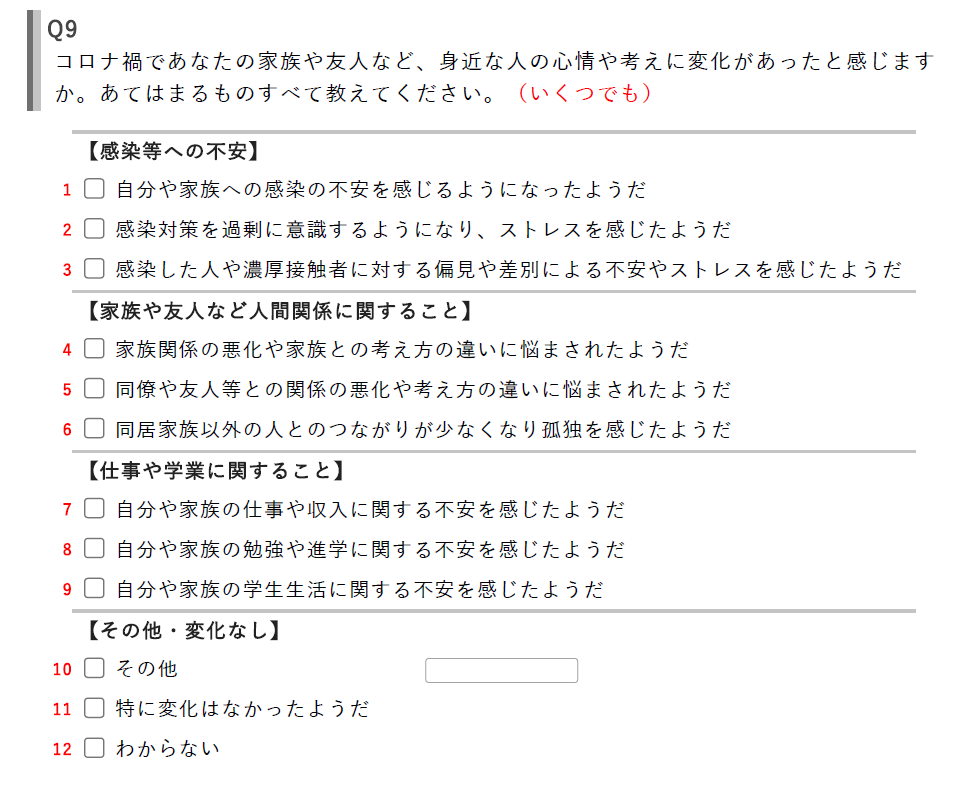 Q9
コロナ禍であなたの家族や友人など、身近な人の心情や考えに変化があったと感じます
か。あてはまるものすべて教えてください。（いくつでも）
【感染等への不安】
1 自分や家族への感染の不安を感じるようになったようだ
2 感染対策を過剰に意識するようになり、ストレスを感じたようだ
3 感染した人や濃厚接触者に対する偏見や差別による不安やストレスを感じたようだ
【家族や友人など人間関係に関すること】
4 家族関係の悪化や家族との考え方の違いに悩まされたようだ
5 同僚や友人等との関係の悪化や考え方の違いに悩まされたようだ
6 同居家族以外の人とのつながりが少なくなり孤独を感じたようだ
【仕事や学業に関すること】
7 自分や家族の仕事や収入に関する不安を感じたようだ
8 自分や家族の勉強や進学に関する不安を感じたようだ
9 自分や家族の学生生活に関する不安を感じたようだ
【その他・変化なし】
10 その他
11 特に変化はなかったようだ
12 わからない